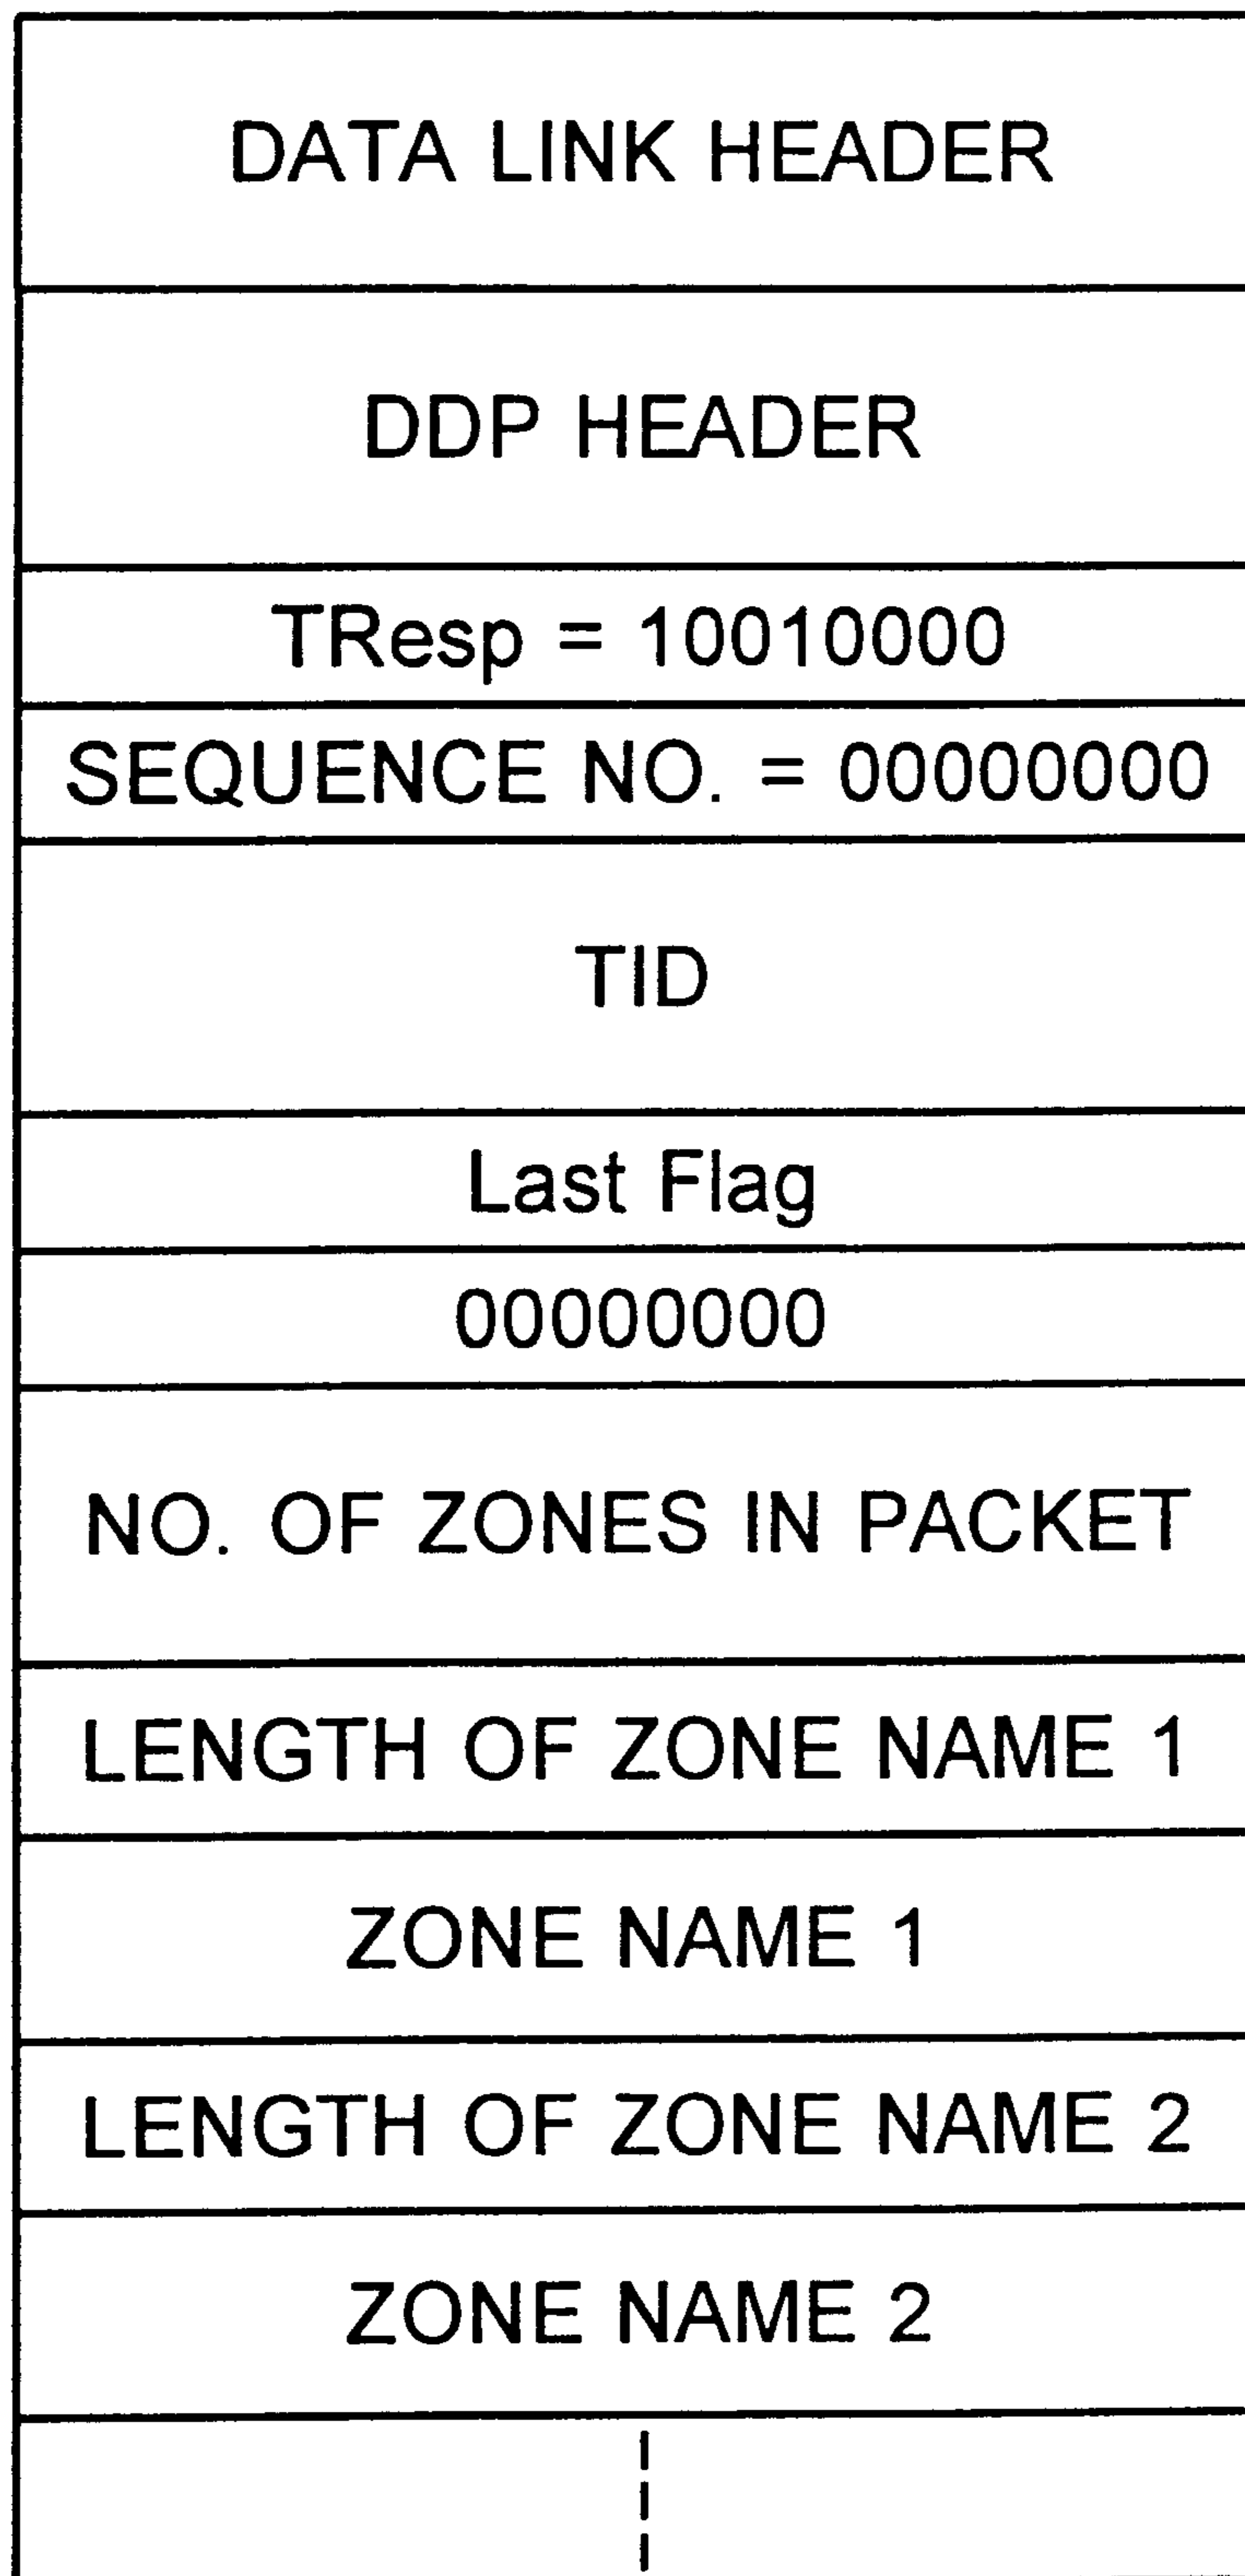 DATA LINK HEADER
DDP HEADER
TResp = 10010000
SEQUENCE NO. = 00000000
TID
Last Flag
00000000
NO. OF ZONES IN PACKET
LENGTH OF ZONE NAME 1
ZONE NAME 1
LENGTH OF ZONE NAME 2
ZONE NAME 2